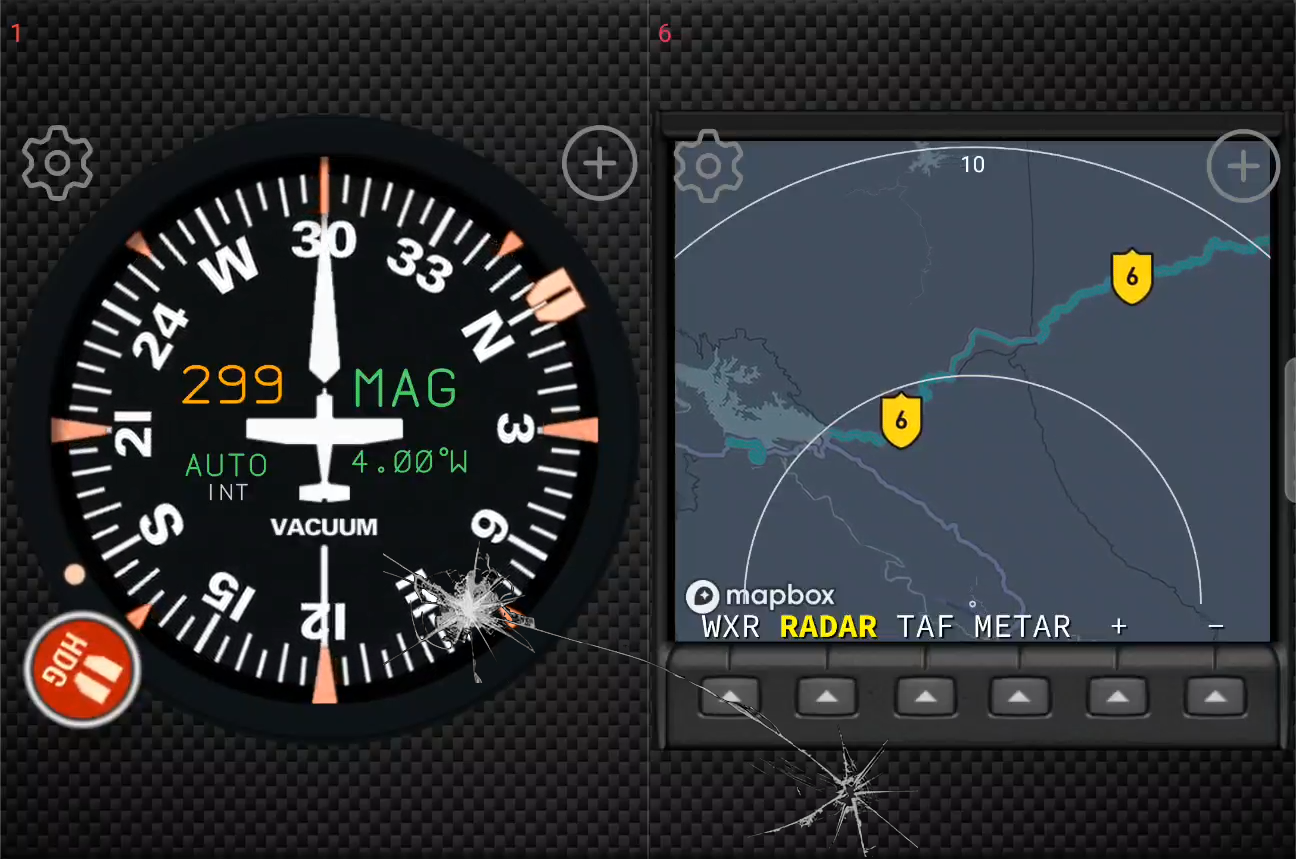 1
6
30
33
N
3
6
12
15
S
21
24
W
299
MAG
AUTO
4.00°W
INT
VACUUM
HDG
10
6
6
mapbox
WXR RADAR TAF METAR + −